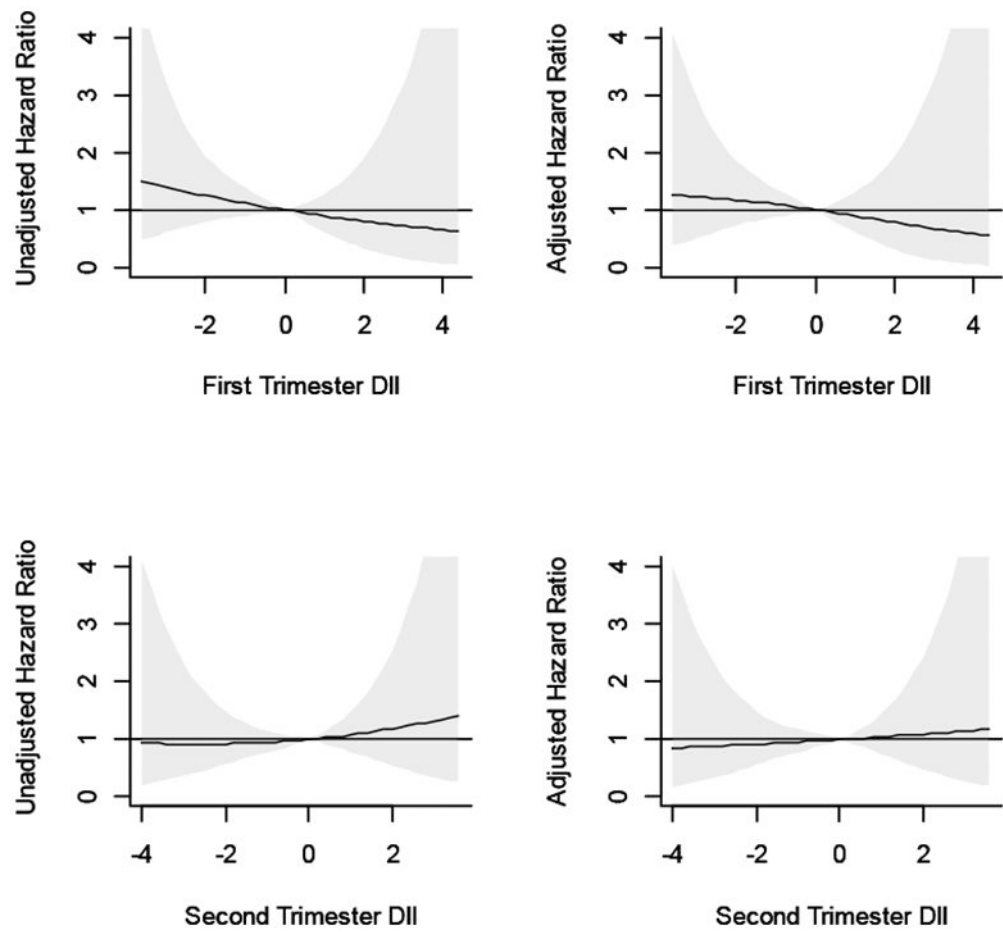 Unadjusted Hazard Ratio
4
3
2
1
0
-2 0 2 4
First Trimester DII
Adjusted Hazard Ratio
4
3
2
1
0
-2 0 2 4
First Trimester DII
Unadjusted Hazard Ratio
4
3
2
1
0
-4 -2 0 2
Second Trimester DII
Adjusted Hazard Ratio
4
3
2
1
0
-4 -2 0 2
Second Trimester DII